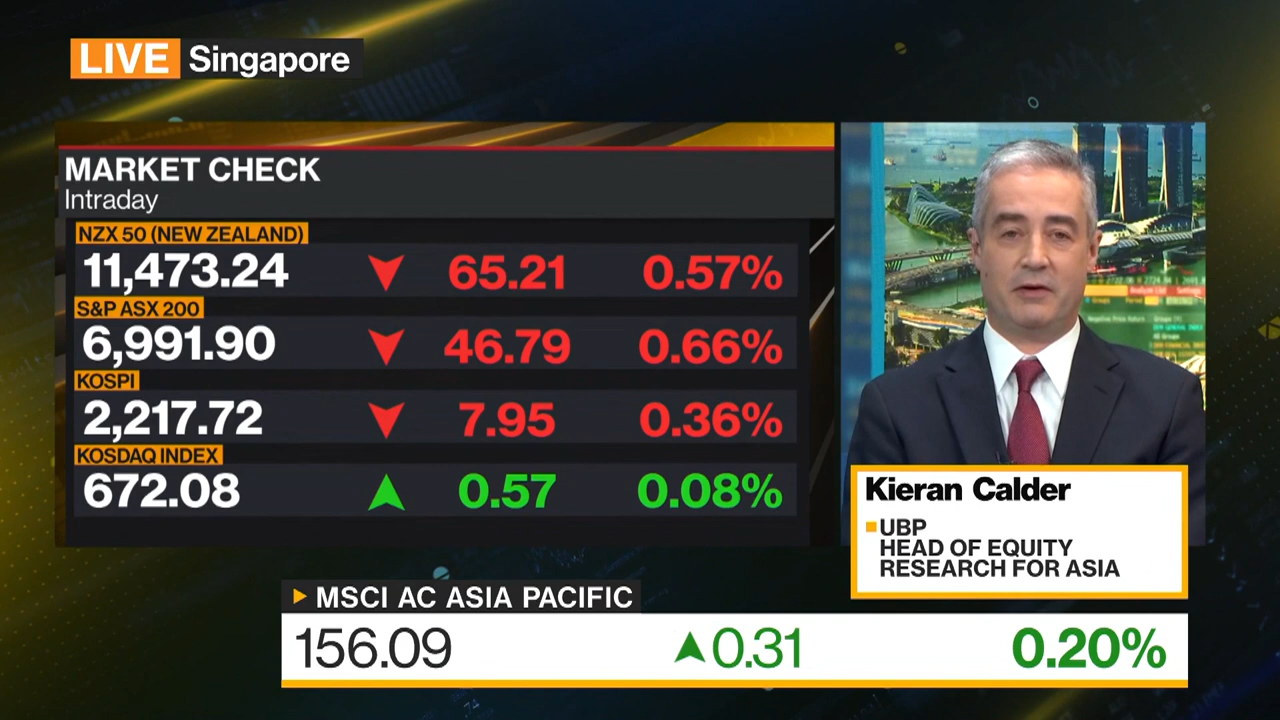 LIVE Singapore
MARKET CHECK
Intraday
NZX 50 (NEW ZEALAND)
11,473.24 ▼ 65.21 0.57%
S&P ASX 200
6,991.90 ▼ 46.79 0.66%
KOSPI
2,217.72 ▼ 7.95 0.36%
KOSDAQ INDEX
672.08 ▲ 0.57 0.08%
Kieran Calder
UBP
HEAD OF EQUITY
RESEARCH FOR ASIA
MSCI AC ASIA PACIFIC
156.09 ▲ 0.31 0.20%